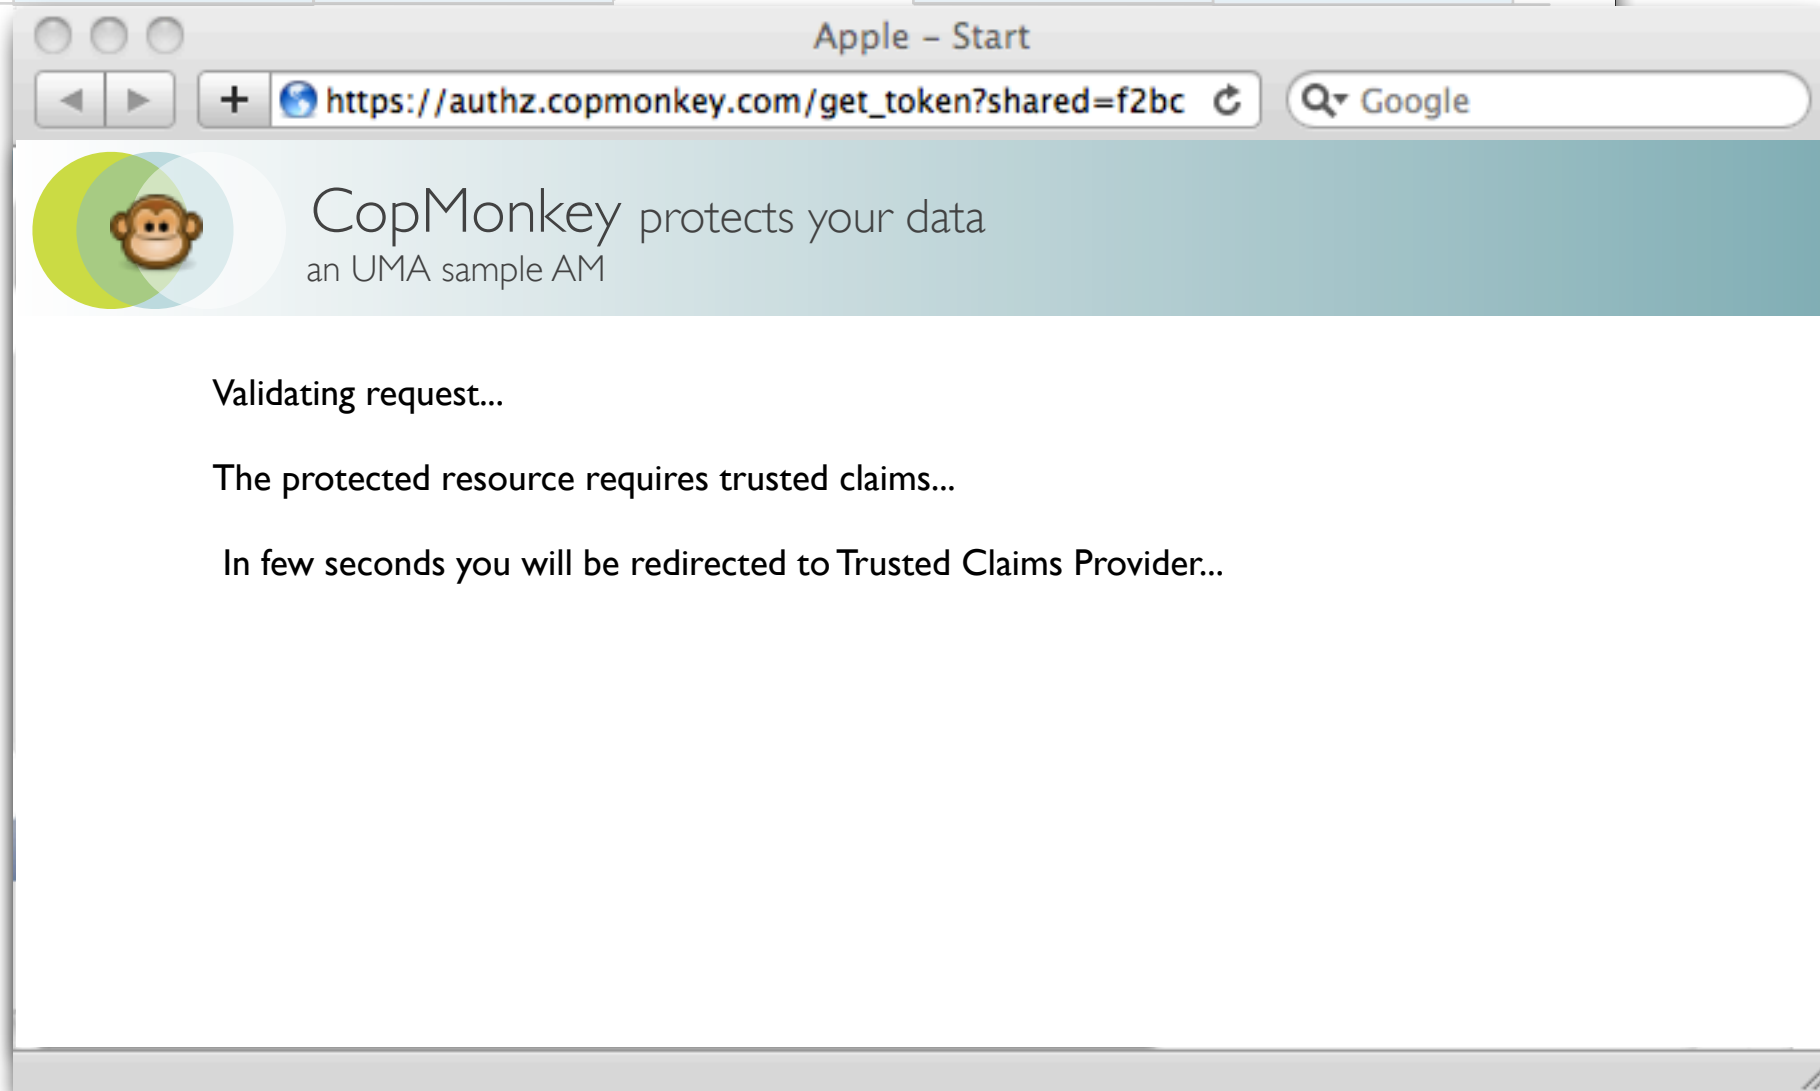 Apple – Start
https://authz.copmonkey.com/get_token?shared=f2bc
Google
CopMonkey protects your data
an UMA sample AM
Validating request...
The protected resource requires trusted claims...
In few seconds you will be redirected to Trusted Claims Provider...